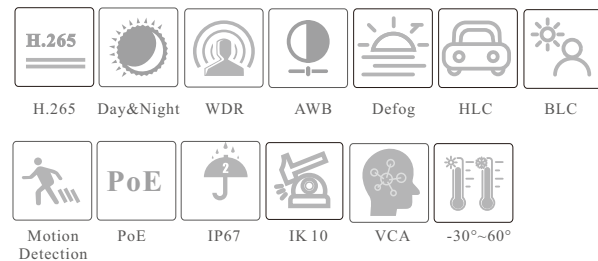 H.265
H.265 Day&Night WDR AWB Defog HLC BLC
PoE 2
Motion Detection PoE IP67 IK 10 VCA -30°~60°